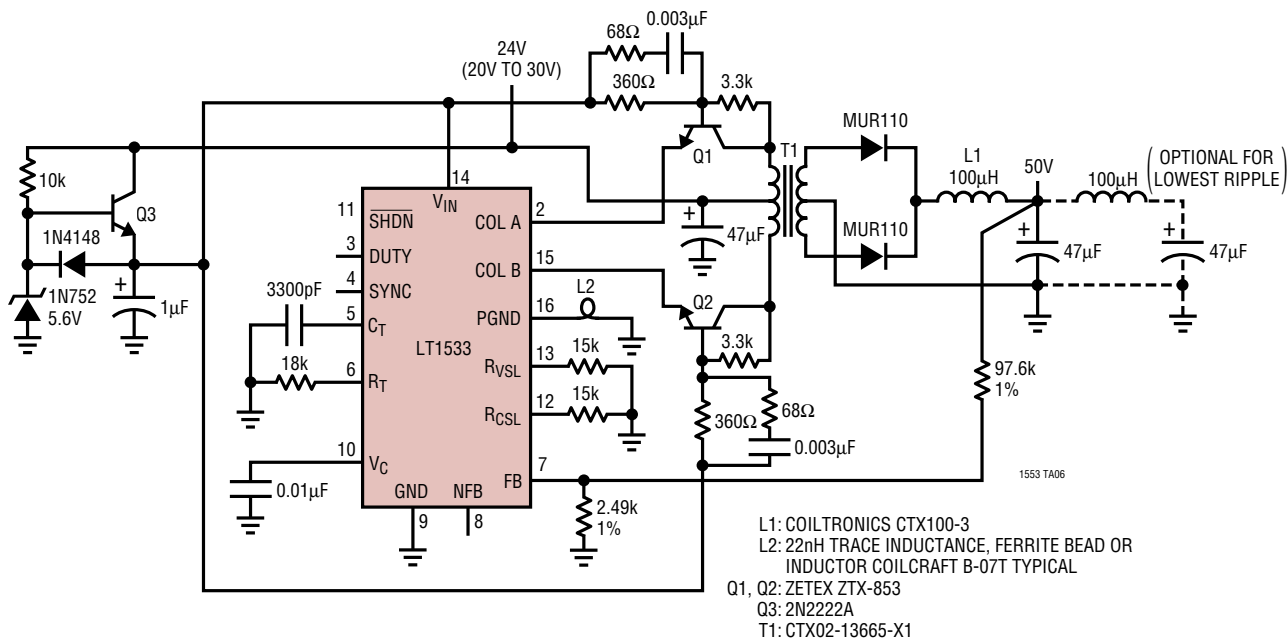 0.003µF
68Ω
24V
(20V TO 30V)
360Ω
3.3k
MUR110
Q1
T1
L1
100µH
50V
100µH
(OPTIONAL FOR
LOWEST RIPPLE)
10k
Q3
14
V_IN
11
SHDN
COL A
2
47µF
MUR110
47µF
47µF
1N4148
3
DUTY
COL B
15
4
SYNC
1N752
5.6V
1µF
3300pF
L2
Q2
5
C_T
PGND
16
LT1533
3.3k
18k
6
R_T
R_VSL
13
15k
97.6k
1%
R_CSL
12
15k
360Ω
68Ω
0.003µF
10
V_C
FB
7
0.01µF
GND
NFB
9
8
2.49k
1%
1553 TA06
L1: COILTRONICS CTX100-3
L2: 22nH TRACE INDUCTANCE, FERRITE BEAD OR
INDUCTOR COILCRAFT B-07T TYPICAL
Q1, Q2: ZETEX ZTX-853
Q3: 2N2222A
T1: CTX02-13665-X1